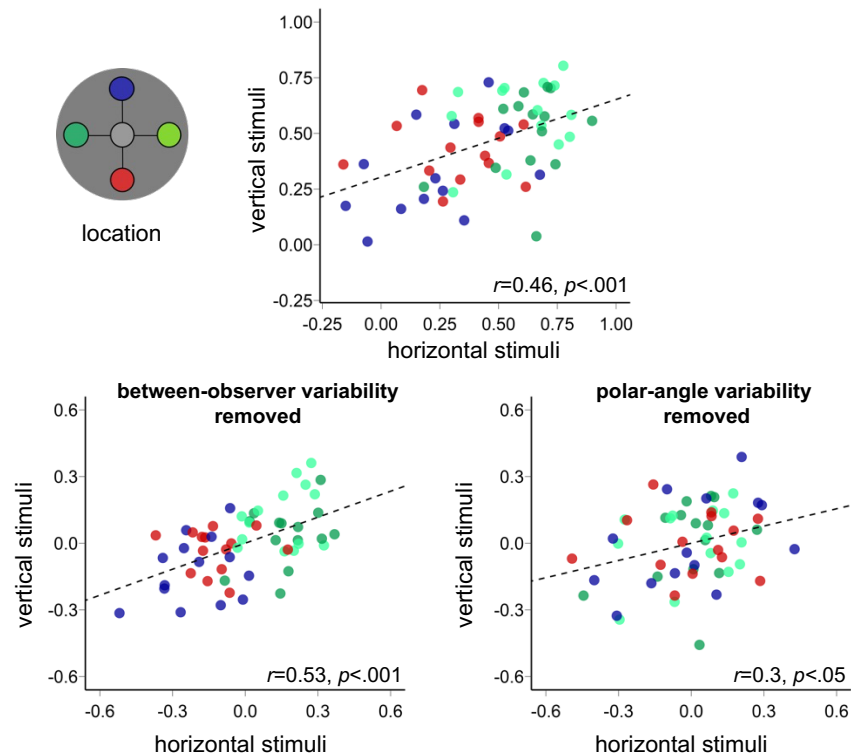 location
1.00
0.75
0.50
0.25
0.00
-0.25
vertical stimuli
r=0.46, p<.001
-0.25 0.00 0.25 0.50 0.75 1.00
horizontal stimuli
between-observer variability
removed
0.6
0.3
0.0
-0.3
-0.6
vertical stimuli
r=0.53, p<.001
-0.6 -0.3 0.0 0.3 0.6
horizontal stimuli
polar-angle variability
removed
0.6
0.3
0.0
-0.3
-0.6
vertical stimuli
r=0.3, p<.05
-0.6 -0.3 0.0 0.3 0.6
horizontal stimuli